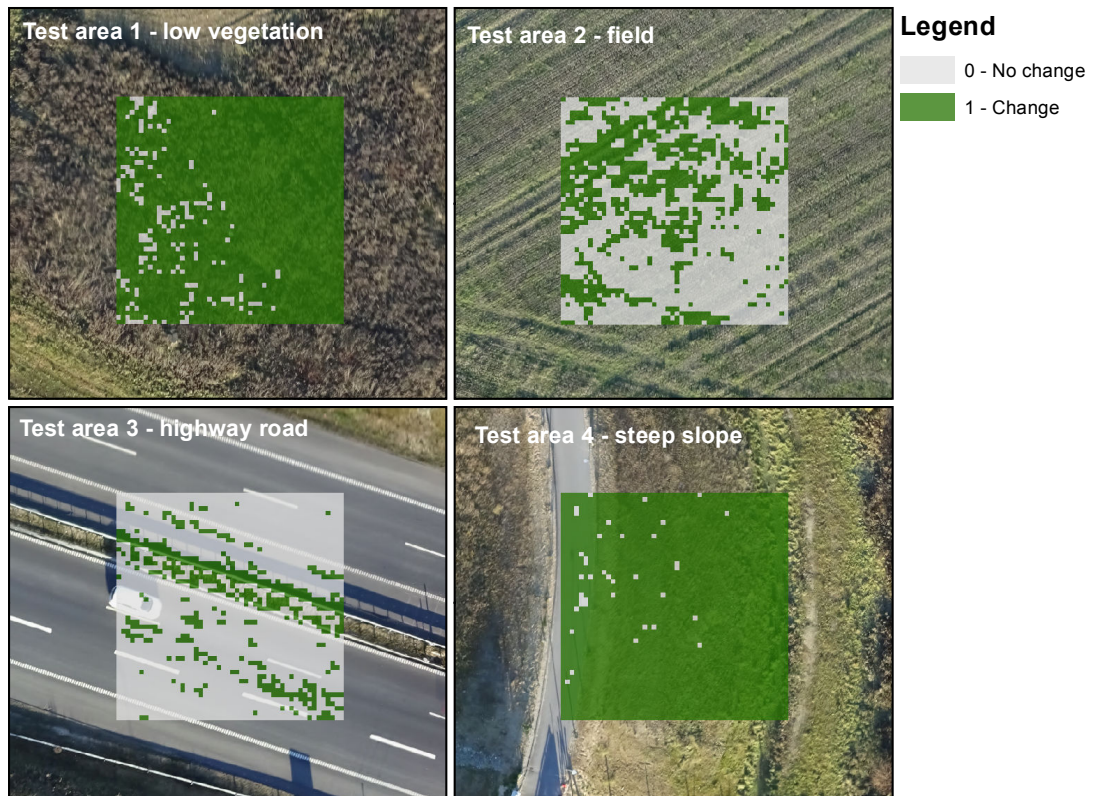 Test area 1 - low vegetation
Test area 2 - field
Legend
0 - No change
1 - Change
Test area 3 - highway road
Test area 4 - steep slope